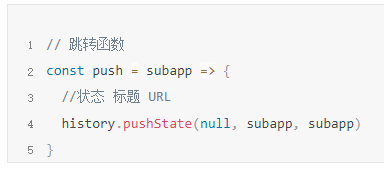 1 // 跳转函数
2 const push = subapp => {
3   //状态 标题 URL
4   history.pushState(null, subapp, subapp)
5 }